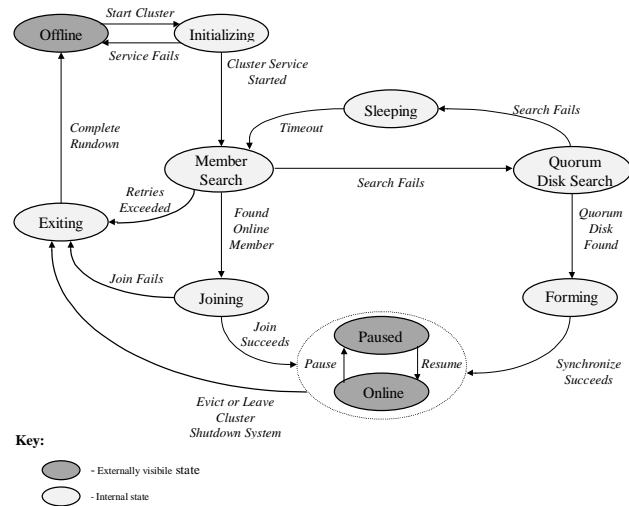 Start Cluster
Offline
Initializing
Service Fails
Cluster Service
Started
Sleeping
Search Fails
Timeout
Complete
Rundown
Member
Search
Quorum
Disk Search
Search Fails
Retries
Exceeded
Found
Online
Member
Quorum
Disk
Found
Exiting
Join Fails
Joining
Forming
Join
Succeeds
Paused
Pause
Resume
Synchronize
Succeeds
Online
Evict or Leave
Cluster
Shutdown System
Key:
- Externally visibile state
- Internal state